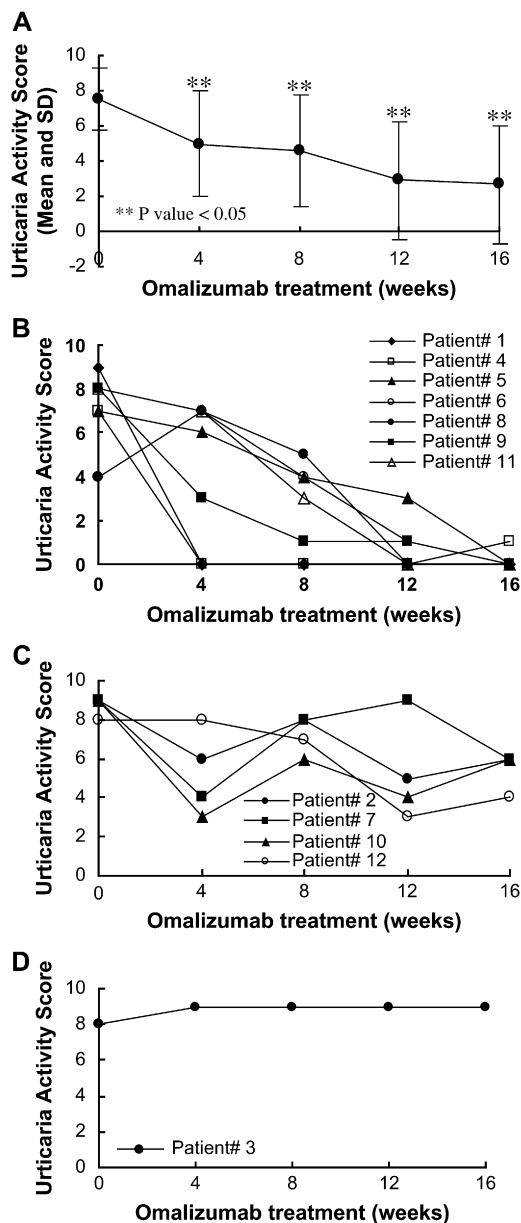 A
Urticaria Activity Score
(Mean and SD)
10
8
6
4
2
0
-2
**
**
**
**
** P value < 0.05
0
4
8
12
16
Omalizumab treatment (weeks)
B
Urticaria Activity Score
10
8
6
4
2
0
Patient# 1
Patient# 4
Patient# 5
Patient# 6
Patient# 8
Patient# 9
Patient# 11
0
4
8
12
16
Omalizumab treatment (weeks)
C
Urticaria Activity Score
10
8
6
4
2
0
Patient# 2
Patient# 7
Patient# 10
Patient# 12
0
4
8
12
16
Omalizumab treatment (weeks)
D
Urticaria Activity Score
10
8
6
4
2
0
Patient# 3
0
4
8
12
16
Omalizumab treatment (weeks)